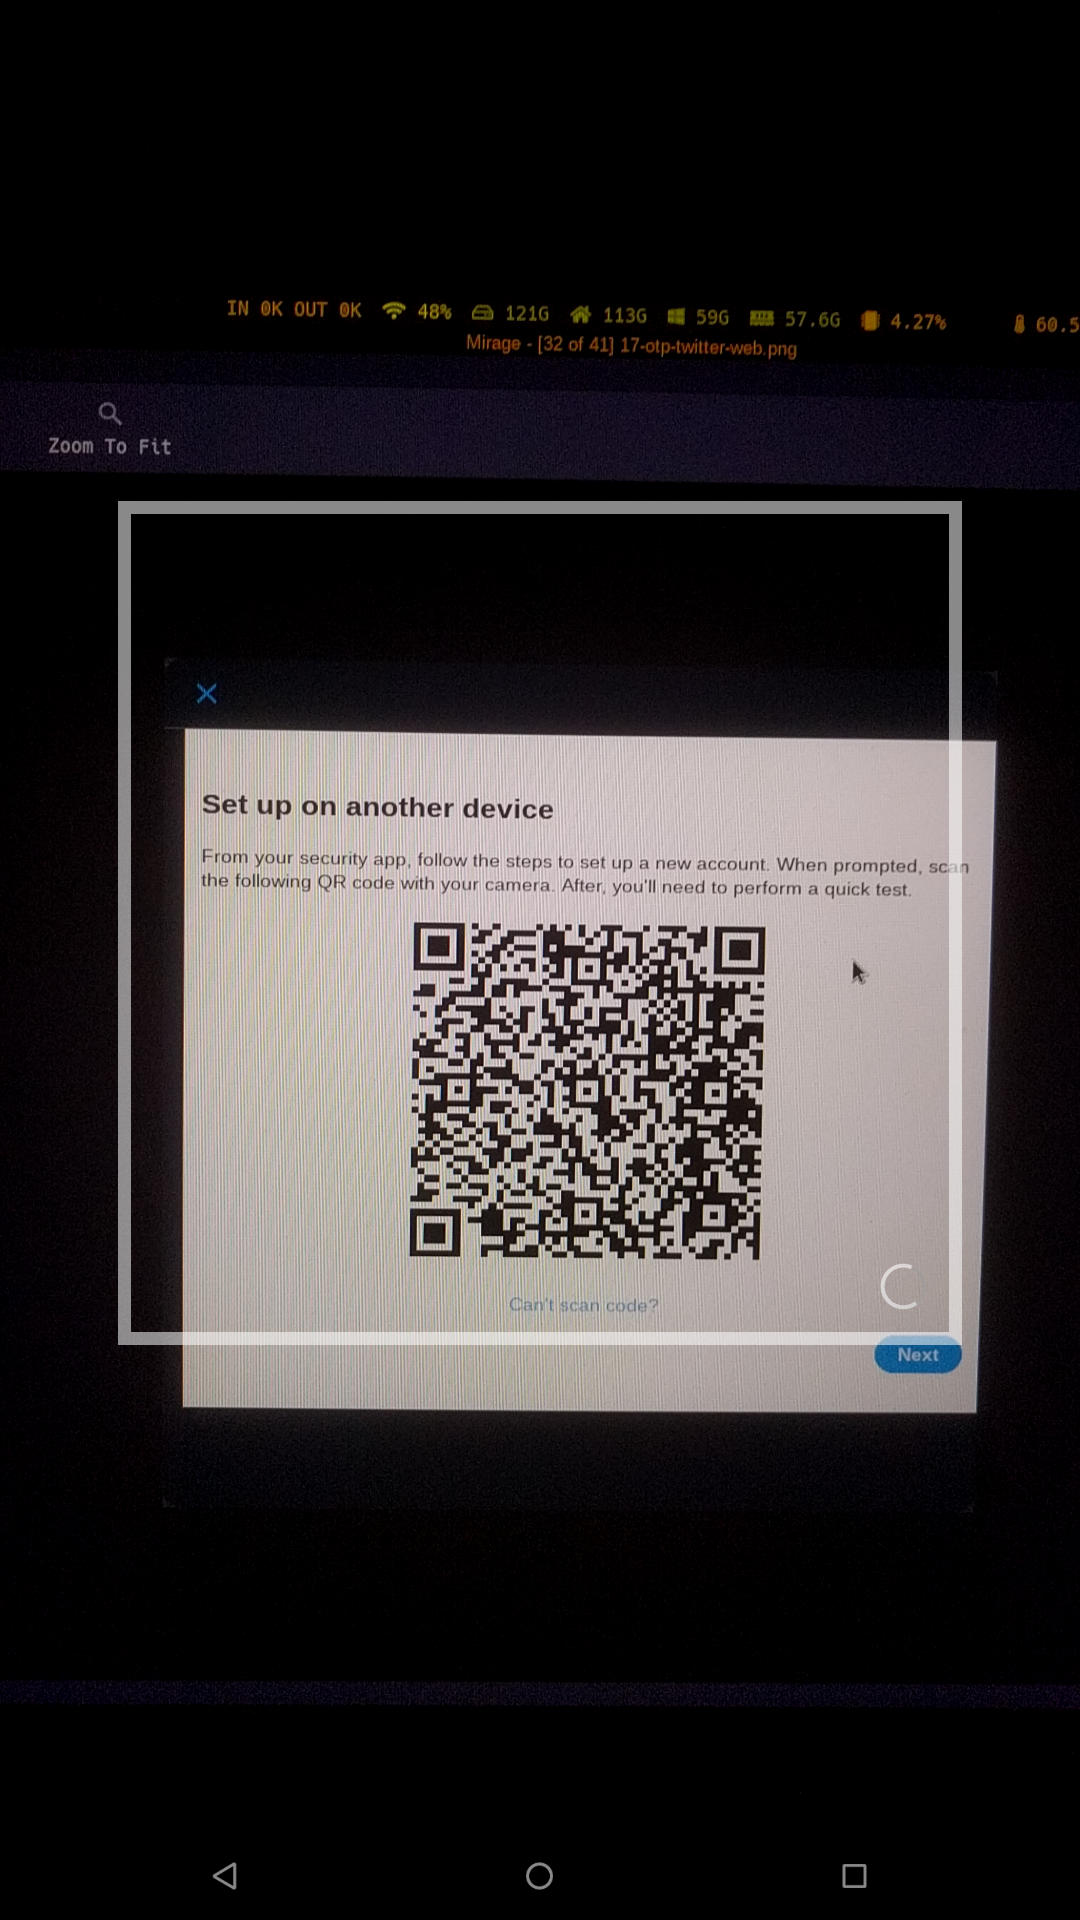 IN 0K OUT 0K 48% 121G 113G 59G 57.6G 4.27% 60.5
Mirage - [32 of 41] 17-otp-twitter-web.png
Zoom To Fit
Set up on another device
From your security app, follow the steps to set up a new account. When prompted, scan
the following QR code with your camera. After, you'll need to perform a quick test.
Can't scan code?
Next